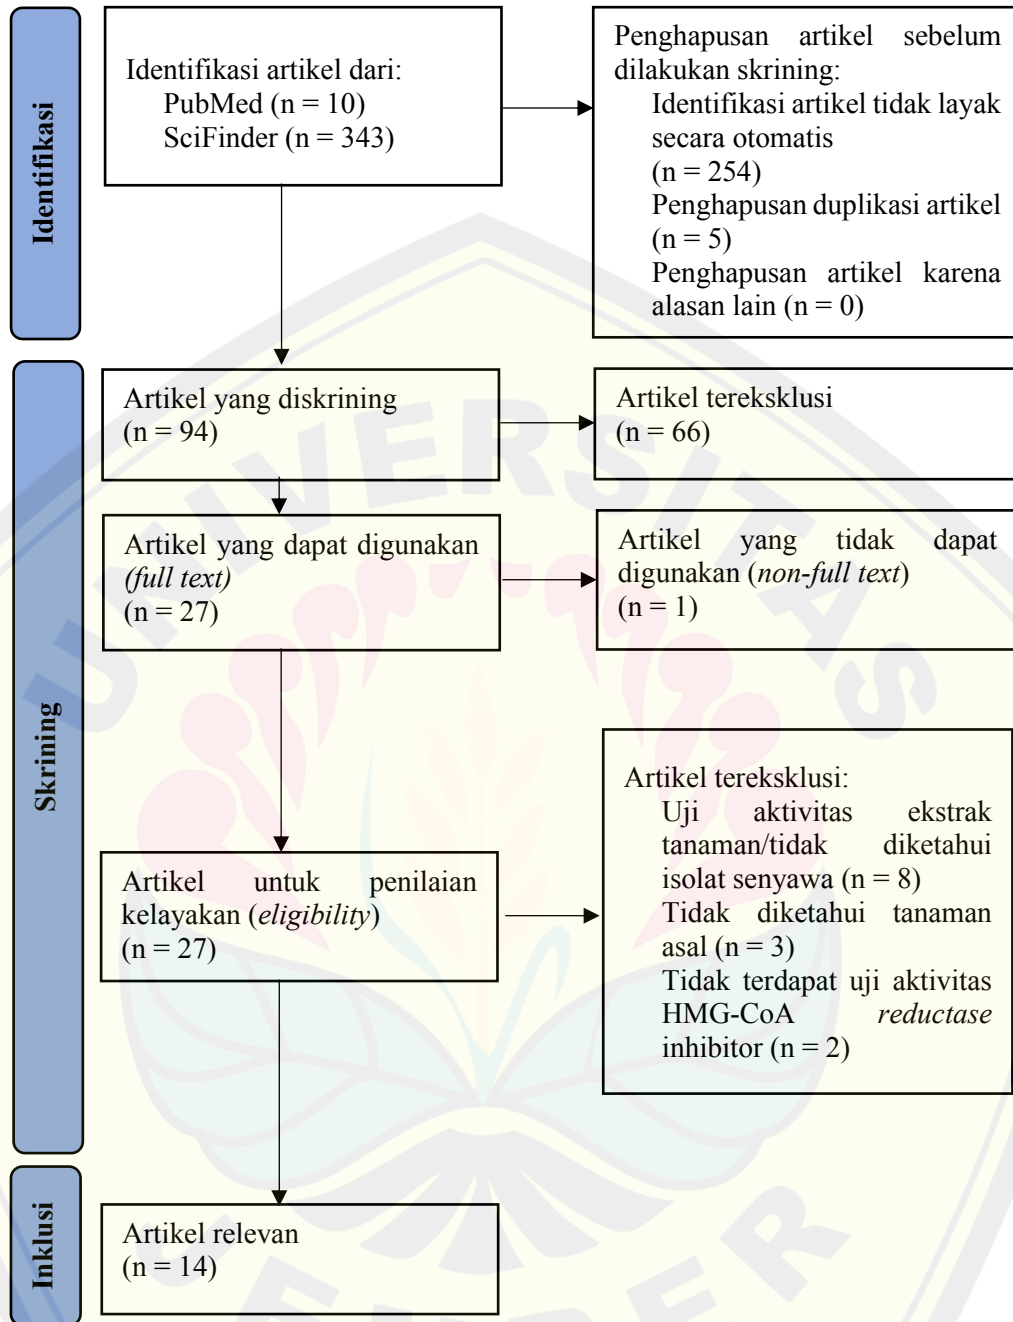 Identifikasi
Identifikasi artikel dari:
PubMed (n = 10)
SciFinder (n = 343)
Penghapusan artikel sebelum
dilakukan skrining:
Identifikasi artikel tidak layak
secara otomatis
(n = 254)
Penghapusan duplikasi artikel
(n = 5)
Penghapusan artikel karena
alasan lain (n = 0)
Skrining
Artikel yang diskrining
(n = 94)
Artikel tereksklusi
(n = 66)
Artikel yang dapat digunakan
(full text)
(n = 27)
Artikel yang tidak dapat
digunakan (non-full text)
(n = 1)
Artikel untuk penilaian
kelayakan (eligibility)
(n = 27)
Artikel tereksklusi:
Uji aktivitas ekstrak
tanaman/tidak diketahui
isolat senyawa (n = 8)
Tidak diketahui tanaman
asal (n = 3)
Tidak terdapat uji aktivitas
HMG-CoA reductase
inhibitor (n = 2)
Inklusi
Artikel relevan
(n = 14)
UNIVERSITAS